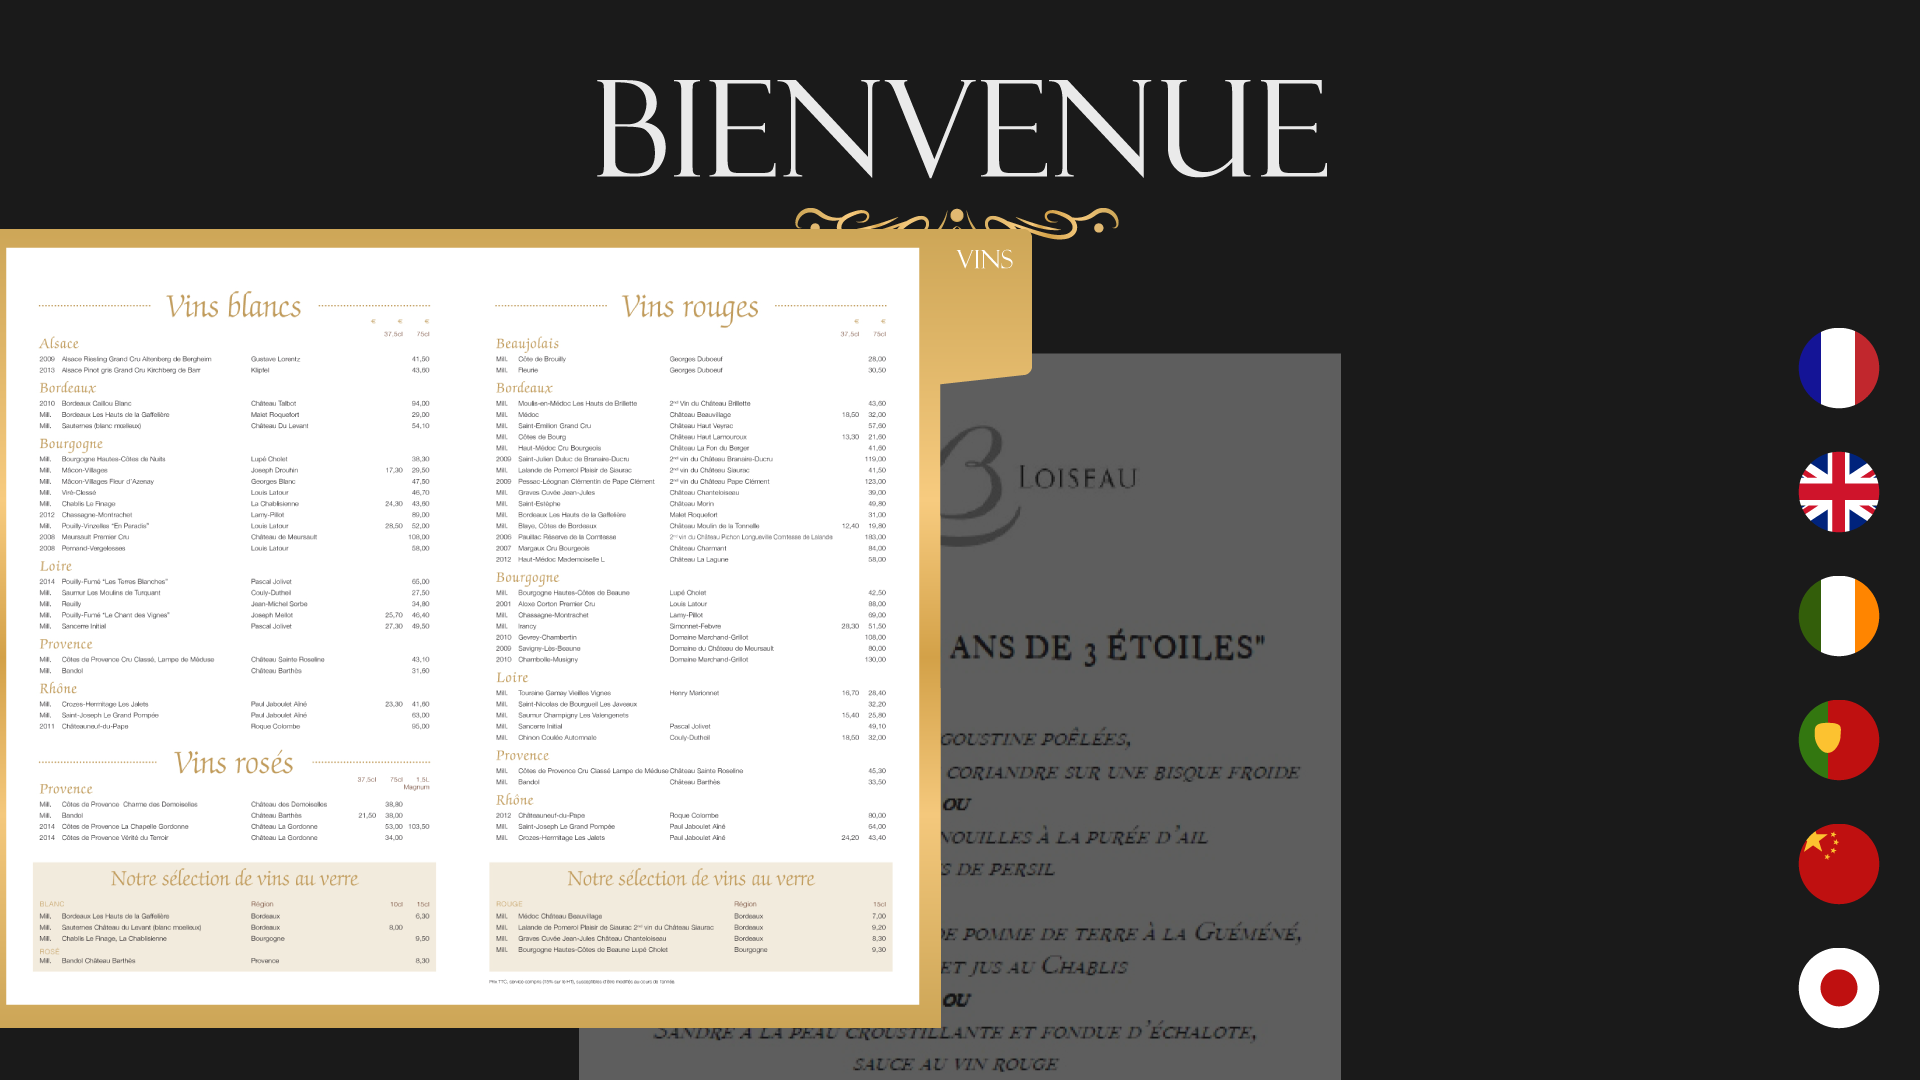 BIENVENUE
VINS
Vins blancs
€ € €
37.5cl 75cl
Alsace
2009 Alsace Riesling Grand Cru Altenberg de Bergheim Gustave Lorentz 41,50
2013 Alsace Pinot gris Grand Cru Kirchberg de Barr Klipfel 43,60
Bordeaux
2010 Bordeaux Caillou Blanc Château Talbot 94,00
Mill. Bordeaux Les Hauts de la Gaffelière Malet Roquefort 29,00
Mill. Sauternes (blanc moelleux) Château Du Levant 54,10
Bourgogne
Mill. Bourgogne Hautes-Côtes de Nuits Lupé Cholet 38,30
Mill. Mâcon-Villages Joseph Drouhin 17,30 29,50
Mill. Mâcon-Villages Fleur d'Azenay Georges Blanc 47,50
Mill. Viré-Clessé Louis Latour 46,70
Mill. Chablis Le Finage La Chablisienne 24,30 43,60
2012 Chassagne-Montrachet Lamy-Pillot 89,00
Mill. Pouilly-Vinzelles "En Paradis" Louis Latour 28,50 52,00
2008 Meursault Premier Cru Château de Meursault 108,00
2008 Pernand-Vergelesses Louis Latour 58,00
Loire
2014 Pouilly-Fumé "Les Terres Blanches" Pascal Jolivet 65,00
Mill. Saumur Les Moulins de Turquant Couly-Dutheil 27,50
Mill. Reuilly Jean-Michel Sorbe 34,80
Mill. Pouilly-Fumé "Le Chant des Vignes" Joseph Mellot 25,70 46,40
Mill. Sancerre Initial Pascal Jolivet 27,30 49,50
Provence
Mill. Côtes de Provence Cru Classé, Lampe de Méduse Château Sainte Roseline 43,10
Mill. Bandol Château Barthès 31,60
Rhône
Mill. Crozes-Hermitage Les Jalets Paul Jaboulet Aîné 23,30 41,60
Mill. Saint-Joseph Le Grand Pompée Paul Jaboulet Aîné 63,00
2011 Châteauneuf-du-Pape Roque Colombe 95,00
Vins rosés
37.5cl 75cl 1.5L
Magnum
Provence
Mill. Côtes de Provence Charme des Demoiselles Château des Demoiselles 38,80
Mill. Bandol Château Barthès 21,50 38,00
2014 Côtes de Provence La Chapelle Gordonne Château La Gordonne 53,00 103,50
2014 Côtes de Provence Vérité du Terroir Château La Gordonne 34,00
Notre sélection de vins au verre
BLANC Région 10cl 15cl
Mill. Bordeaux Les Hauts de la Gaffelière Bordeaux 6,30
Mill. Sauternes Château du Levant (blanc moelleux) Bordeaux 8,00
Mill. Chablis Le Finage, La Chablisienne Bourgogne 9,50
ROSÉ
Mill. Bandol Château Barthès Provence 8,30
Vins rouges
€ €
37.5cl 75cl
Beaujolais
Mill. Côte de Brouilly Georges Duboeuf 28,00
Mill. Fleurie Georges Duboeuf 30,50
Bordeaux
Mill. Moulis-en-Médoc Les Hauts de Brillette 2nd Vin du Château Brillette 43,60
Mill. Médoc Château Beauvillage 18,50 32,00
Mill. Saint-Emilion Grand Cru Château Haut Veyrac 57,60
Mill. Côtes de Bourg Château Haut Lamouroux 13,30 21,60
Mill. Haut-Médoc Cru Bourgeois Château La Fon du Berger 41,60
2009 Saint-Julien Duluc de Branaire-Ducru 2nd vin du Château Branaire-Ducru 119,00
Mill. Lalande de Pomerol Plaisir de Siaurac 2nd vin du Château Siaurac 41,50
2009 Pessac-Léognan Clémentin de Pape Clément 2nd vin du Château Pape Clément 123,00
Mill. Graves Cuvée Jean-Jules Château Chanteloiseau 39,00
Mill. Saint-Estèphe Château Morin 49,80
Mill. Bordeaux Les Hauts de la Gaffelière Malet Roquefort 31,00
Mill. Blaye, Côtes de Bordeaux Château Moulin de la Tonnelle 12,40 19,80
2006 Pauillac Réserve de la Comtesse 2nd vin du Château Pichon Longueville Comtesse de Lalande 183,00
2007 Margaux Cru Bourgeois Château Charmant 84,00
2012 Haut-Médoc Mademoiselle L Château La Lagune 58,00
Bourgogne
Mill. Bourgogne Hautes-Côtes de Beaune Lupé Cholet 42,50
2001 Aloxe Corton Premier Cru Louis Latour 88,00
Mill. Chassagne-Montrachet Lamy-Pillot 69,00
Mill. Irancy Simonnet-Febvre 28,30 51,50
2010 Gevrey-Chambertin Domaine Marchand-Grillot 108,00
2009 Savigny-Lès-Beaune Domaine du Château de Meursault 80,00
2010 Chambolle-Musigny Domaine Marchand-Grillot 130,00
Loire
Mill. Touraine Gamay Vieilles Vignes Henry Marionnet 16,70 28,40
Mill. Saint-Nicolas de Bourgueil Les Javeaux 32,20
Mill. Saumur Champigny Les Valengenets 15,40 25,80
Mill. Sancerre Initial Pascal Jolivet 49,10
Mill. Chinon Coulée Automnale Couly-Dutheil 18,50 32,00
Provence
Mill. Côtes de Provence Cru Classé Lampe de Méduse Château Sainte Roseline 45,30
Mill. Bandol Château Barthès 33,50
Rhône
2012 Châteauneuf-du-Pape Roque Colombe 90,00
Mill. Saint-Joseph Le Grand Pompée Paul Jaboulet Aîné 64,00
Mill. Crozes-Hermitage Les Jalets Paul Jaboulet Aîné 24,20 43,40
Notre sélection de vins au verre
ROUGE Région 15cl
Mill. Médoc Château Beauvillage Bordeaux 7,00
Mill. Lalande de Pomerol Plaisir de Siaurac 2nd vin du Château Siaurac Bordeaux 9,20
Mill. Graves Cuvée Jean-Jules Château Chanteloiseau Bordeaux 8,30
Mill. Bourgogne Hautes-Côtes de Beaune Lupé Cholet Bourgogne 9,30
Prix TTC, service compris (15% sur le HT), susceptibles d'être modifiés au cours de l'année.
B LOISEAU
ANS DE 3 ÉTOILES"
GOUSTINE POÊLÉES,
CORIANDRE SUR UNE BISQUE FROIDE
OU
NOUILLES À LA PURÉE D'AIL
S DE PERSIL
DE POMME DE TERRE À LA GUÉMÉNÉ,
ET JUS AU CHABLIS
OU
SANDRE À LA PEAU CROUSTILLANTE ET FONDUE D'ÉCHALOTE,
SAUCE AU VIN ROUGE